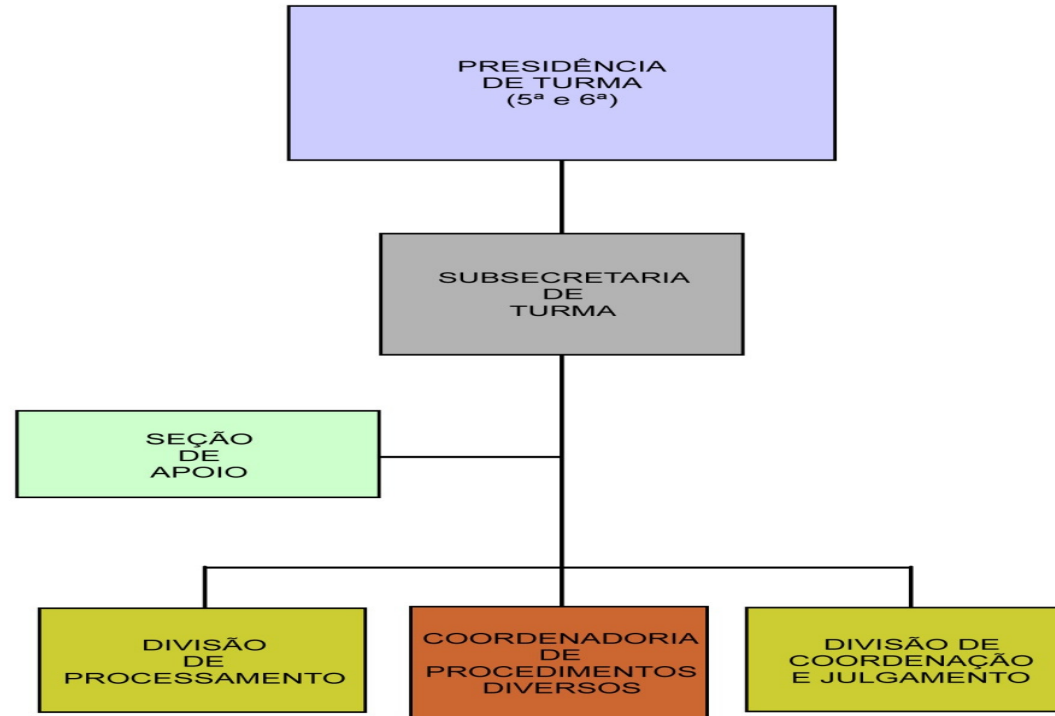 PRESIDÊNCIA
DE TURMA
(5ª e 6ª)
SUBSECRETARIA
DE
TURMA
SEÇÃO
DE
APOIO
DIVISÃO
DE
PROCESSAMENTO
COORDENADORIA
DE
PROCEDIMENTOS
DIVERSOS
DIVISÃO DE
COORDENAÇÃO
E JULGAMENTO